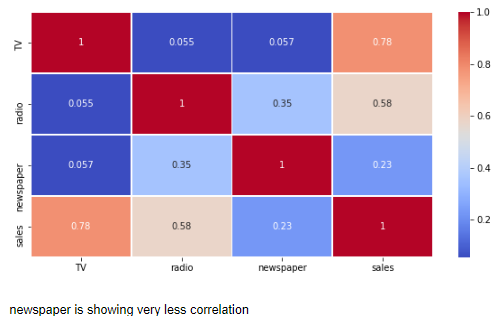 1.0
TV 1 0.055 0.057 0.78
0.8
radio 0.055 1 0.35 0.58
0.6
0.4
newspaper 0.057 0.35 1 0.23
0.2
sales 0.78 0.58 0.23 1
TV radio newspaper sales
newspaper is showing very less correlation